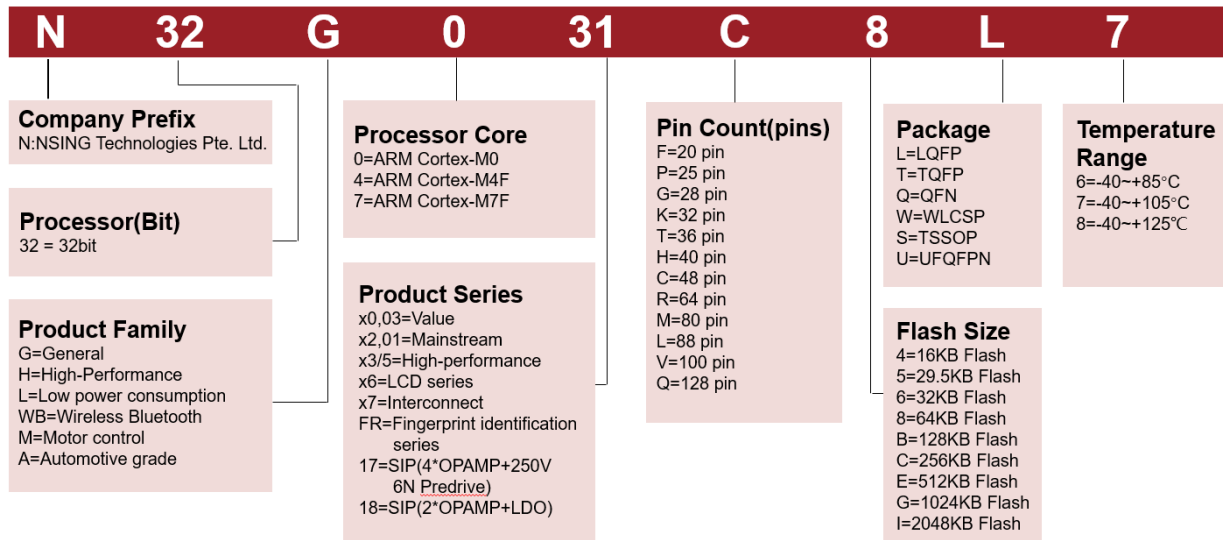 N 32 G 0 31 C 8 L 7
Company Prefix
N:NSING Technologies Pte. Ltd.
Processor(Bit)
32 = 32bit
Product Family
G=General
H=High-Performance
L=Low power consumption
WB=Wireless Bluetooth
M=Motor control
A=Automotive grade
Processor Core
0=ARM Cortex-M0
4=ARM Cortex-M4F
7=ARM Cortex-M7F
Product Series
x0,03=Value
x2,01=Mainstream
x3/5=High-performance
x6=LCD series
x7=Interconnect
FR=Fingerprint identification
series
17=SIP(4*OPAMP+250V
6N Predrive)
18=SIP(2*OPAMP+LDO)
Pin Count(pins)
F=20 pin
P=25 pin
G=28 pin
K=32 pin
T=36 pin
H=40 pin
C=48 pin
R=64 pin
M=80 pin
L=88 pin
V=100 pin
Q=128 pin
Package
L=LQFP
T=TQFP
Q=QFN
W=WLCSP
S=TSSOP
U=UFQFPN
Flash Size
4=16KB Flash
5=29.5KB Flash
6=32KB Flash
8=64KB Flash
B=128KB Flash
C=256KB Flash
E=512KB Flash
G=1024KB Flash
I=2048KB Flash
Temperature
Range
6=-40~+85°C
7=-40~+105°C
8=-40~+125℃